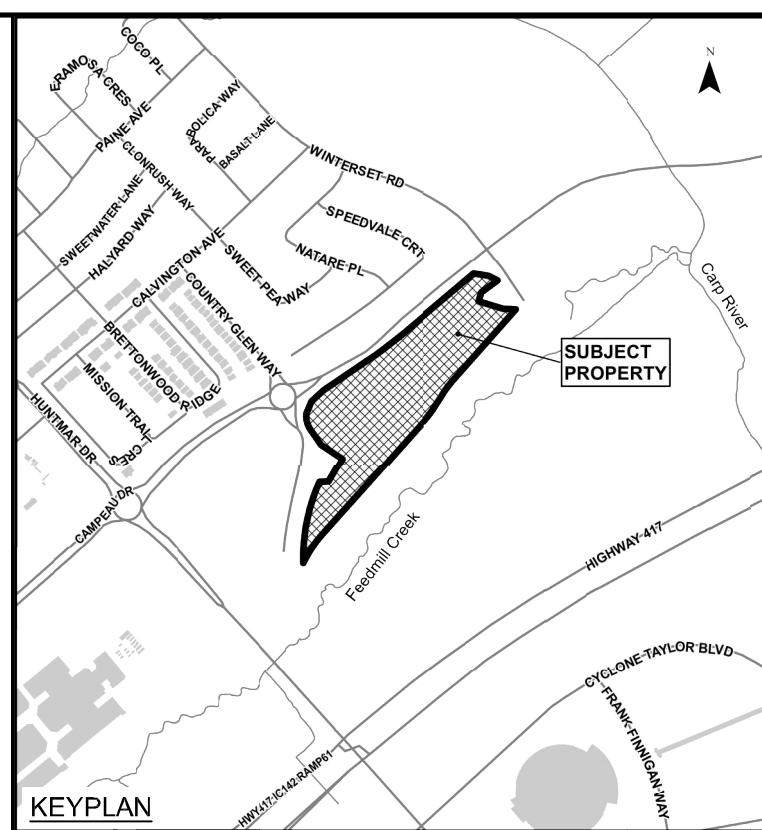 COCO PL
N
ERAMOSA CRES
PAINE AVE
PARABOLICA WAY
BASALT LANE
CLONRUSH WAY
WINTERSET RD
SWEETWATER LANE
HALYARD WAY
SPEEDVALE CRT
CALVINGTON AVE
SWEET PEA WAY
NATARE PL
COUNTRY GLEN WAY
Carp River
BRETTONWOOD RIDGE
SUBJECT
PROPERTY
MISSION TRAIL CRES
HUNTMAR DR
CAMPEAU DR
HIGHWAY 417
Feedmill Creek
CYCLONE TAYLOR BLVD
FRANK FINNIGAN WAY
HWY417 IC142 RAMP61
KEYPLAN